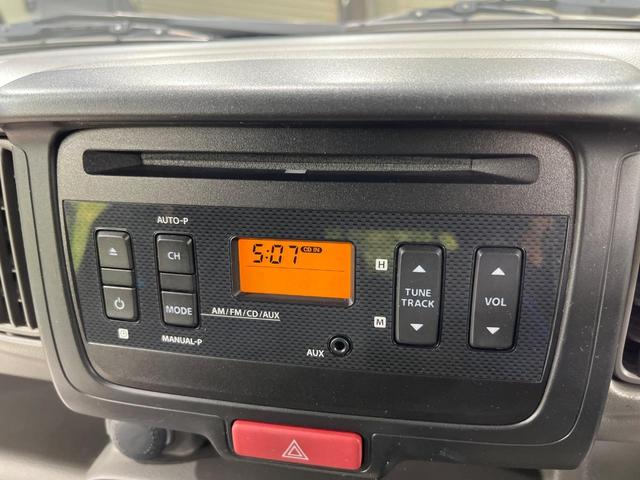 AUTO-P
CH
MODE
AM/FM/CD/AUX
MANUAL-P
5:07
CD IN
AUX
H
M
TUNE
TRACK
VOL